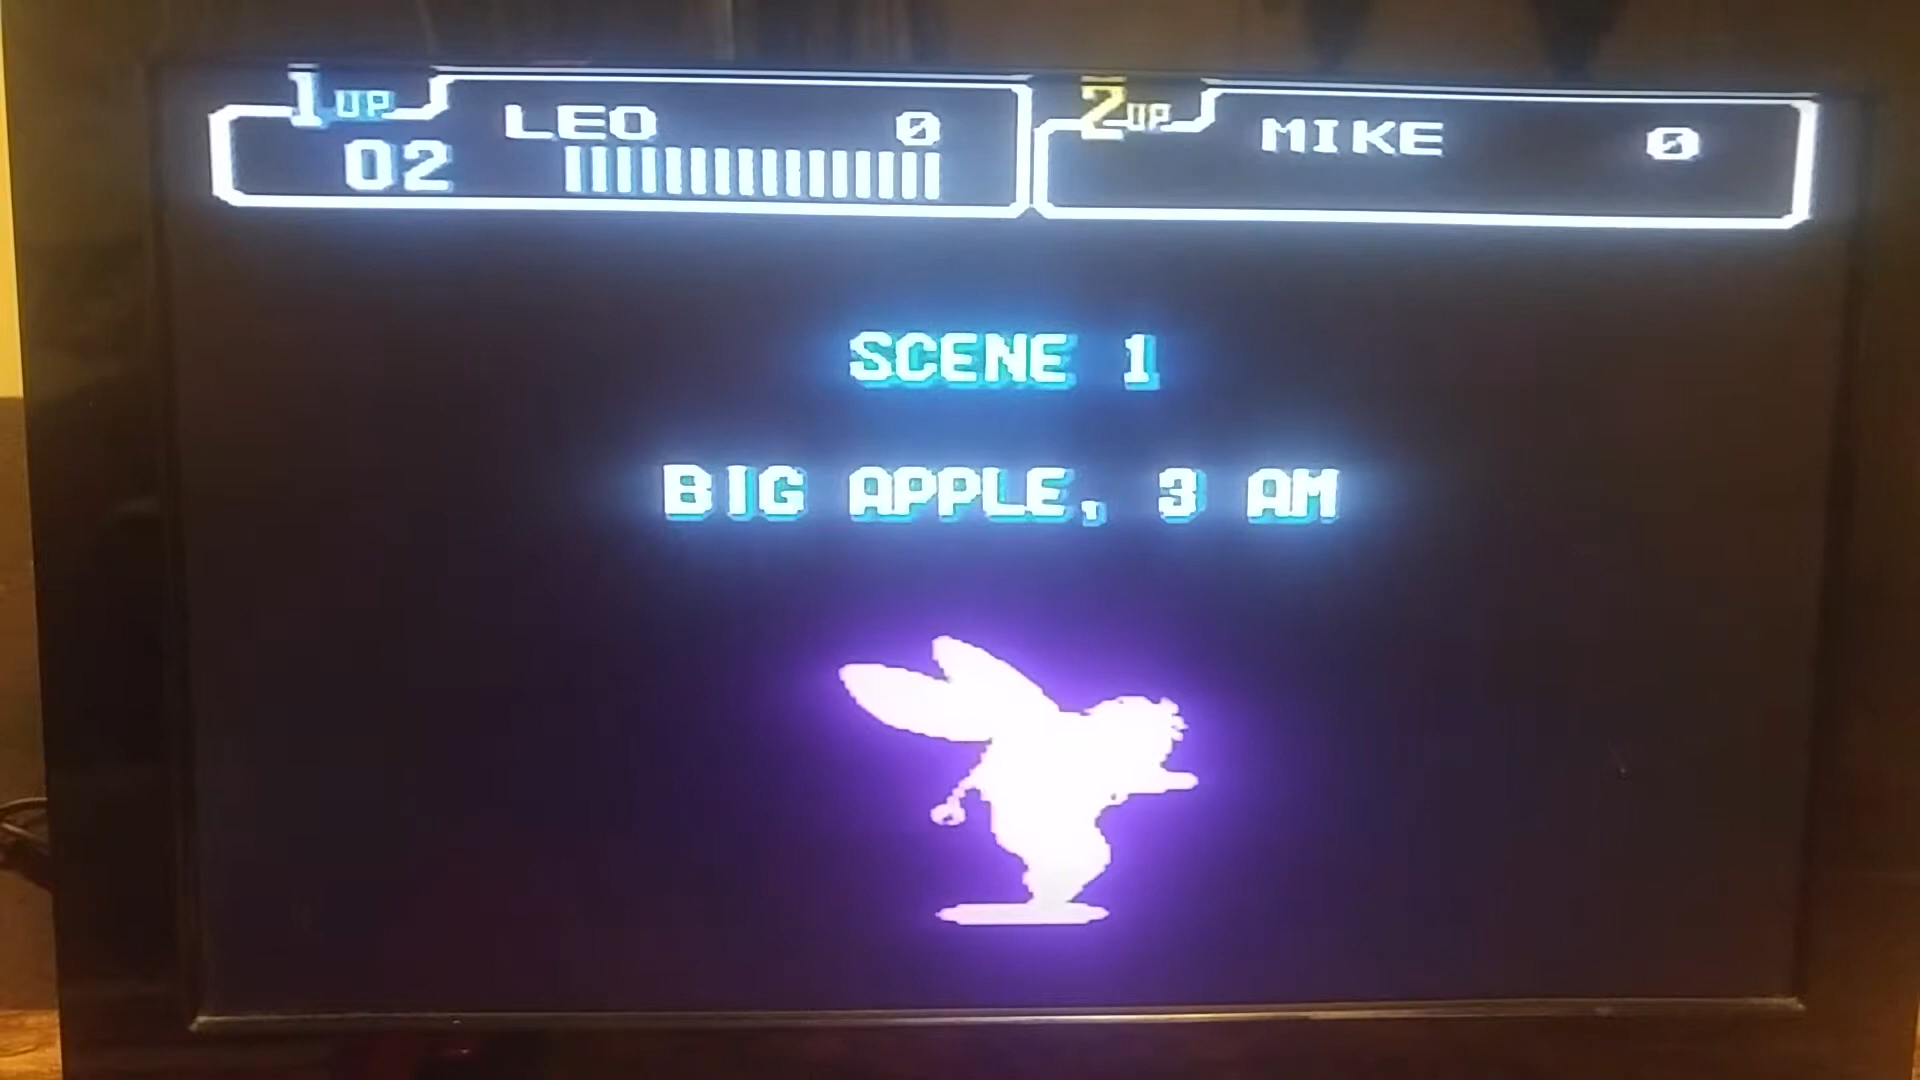 1UP LEO 0
02
2UP MIKE 0
SCENE 1
BIG APPLE, 3 AM